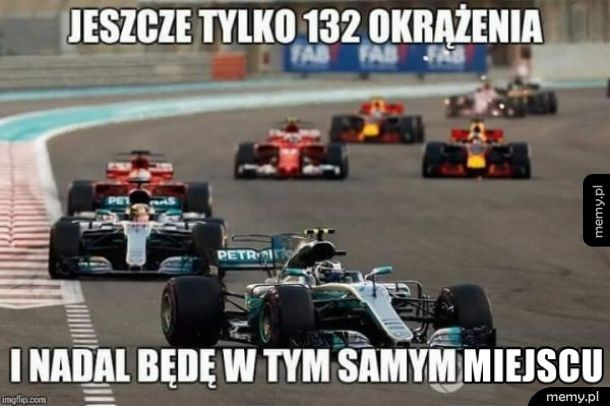 JESZCZE TYLKO 132 OKRĄŻENIA
FAB
FAB
PETRONAS
PETRONAS
memy.pl
I NADAL BĘDĘ W TYM SAMYM MIEJSCU
imgflip.com
memy.pl